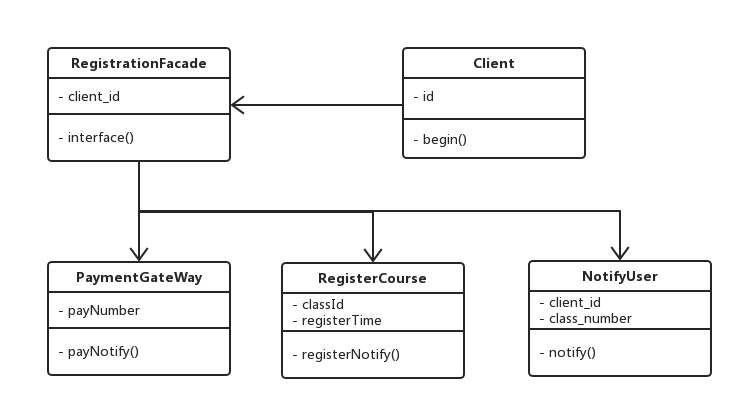 RegistrationFacade
- client_id
- interface()
Client
- id
- begin()
PaymentGateWay
- payNumber
- payNotify()
RegisterCourse
- classId
- registerTime
- registerNotify()
NotifyUser
- client_id
- class_number
- notify()